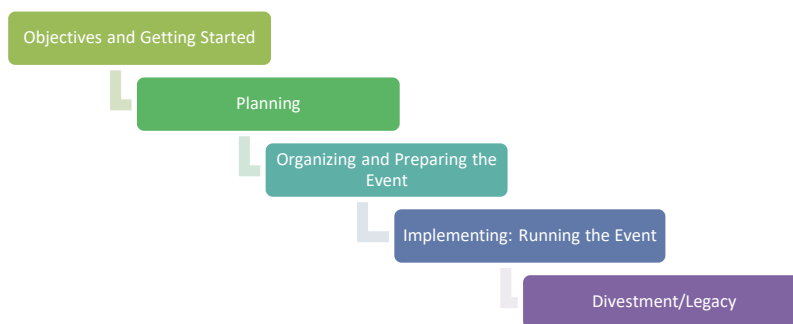 Objectives and Getting Started
Planning
Organizing and Preparing the
Event
Implementing: Running the Event
Divestment/Legacy